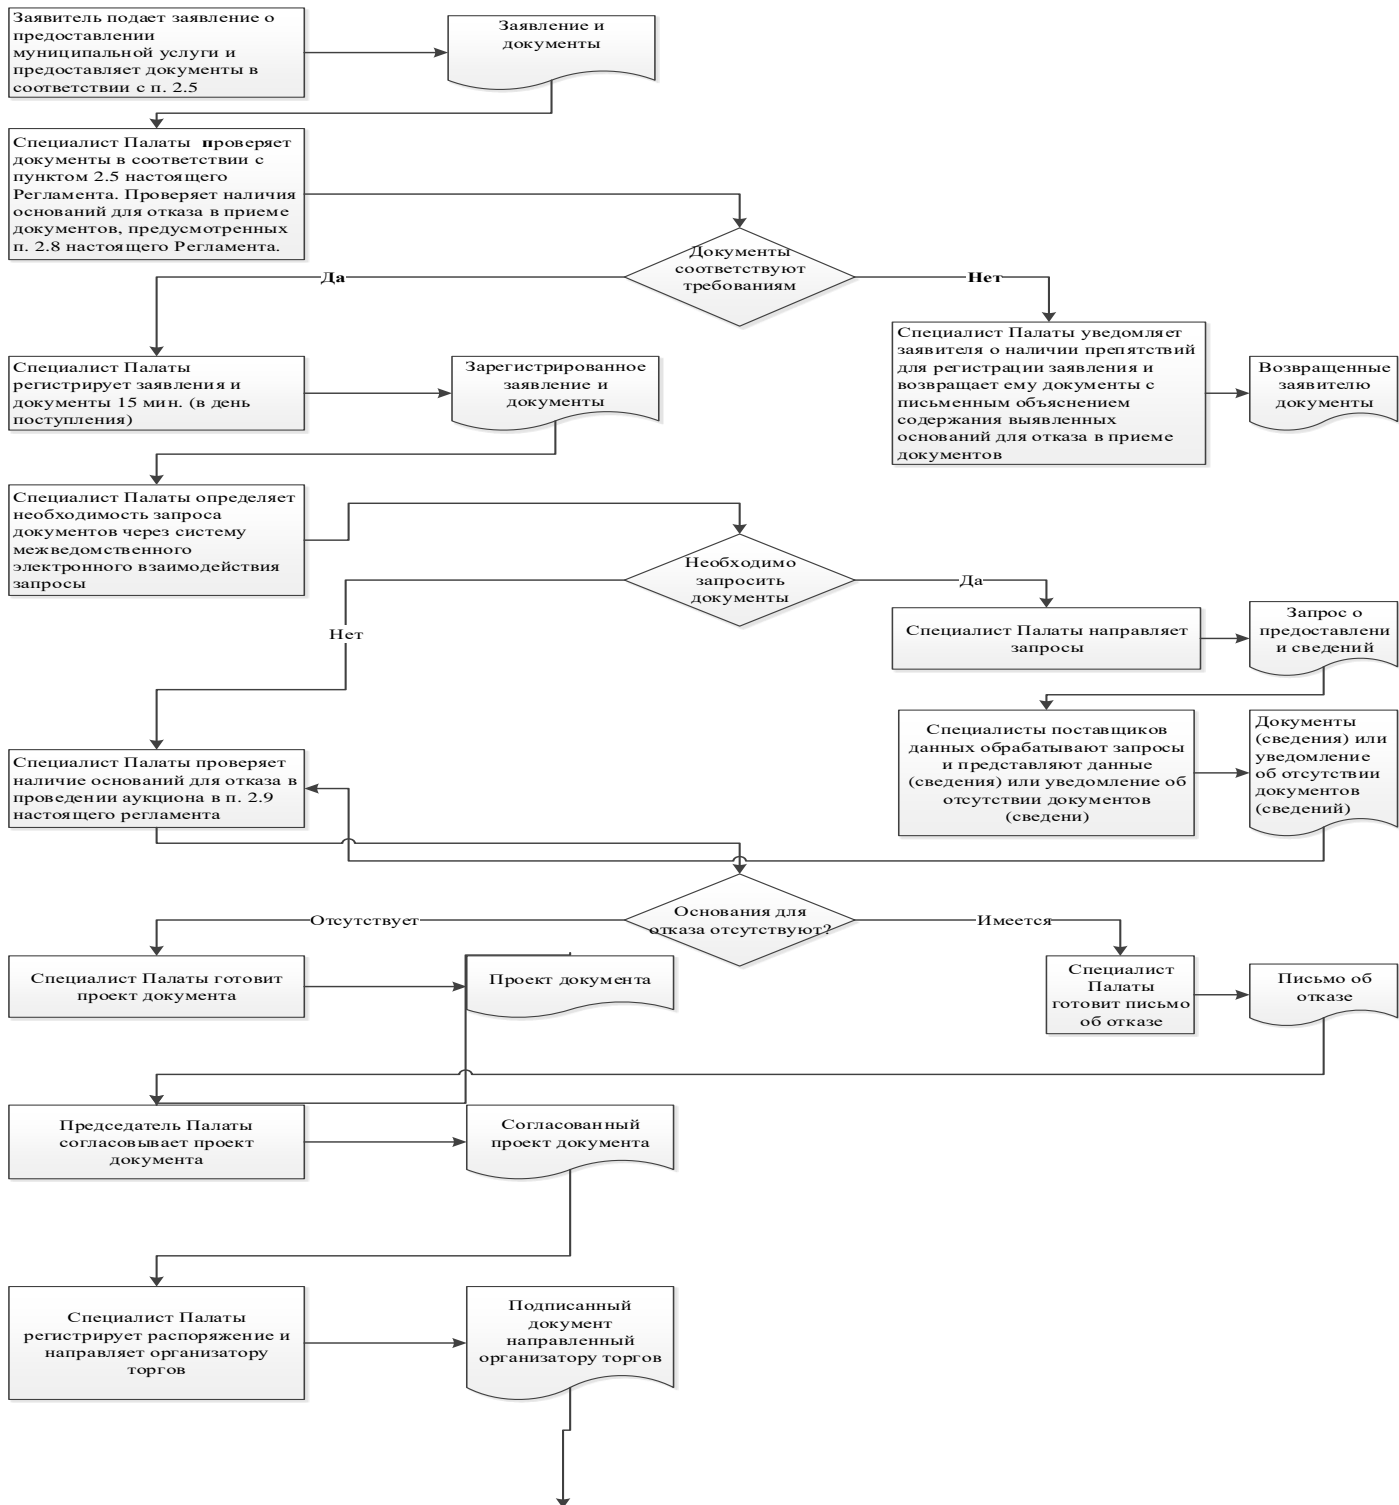 Заявитель подает заявление о
предоставлении
муниципальной услуги и
предоставляет документы в
соответствии с п. 2.5
Заявление и
документы
Специалист Палаты проверяет
документы в соответствии с
пунктом 2.5 настоящего
Регламента. Проверяет наличия
оснований для отказа в приеме
документов, предусмотренных
п. 2.8 настоящего Регламента.
Документы
соответствуют
требованиям
Да
Нет
Специалист Палаты
регистрирует заявления и
документы 15 мин. (в день
поступления)
Зарегистрированное
заявление и
документы
Специалист Палаты уведомляет
заявителя о наличии препятствий
для регистрации заявления и
возвращает ему документы с
письменным объяснением
содержания выявленных
оснований для отказа в приеме
документов
Возвращенные
заявителю
документы
Специалист Палаты определяет
необходимость запроса
документов через систему
межведомственного
электронного взаимодействия
запросы
Необходимо
запросить
документы
Да
Нет
Специалист Палаты направляет
запросы
Запрос о
предоставлени
и сведений
Специалисты поставщиков
данных обрабатывают запросы
и представляют данные
(сведения) или уведомление об
отсутствии документов
(сведени)
Документы
(сведения) или
уведомление
об отсутствии
документов
(сведений)
Специалист Палаты проверяет
наличие оснований для отказа в
проведении аукциона в п. 2.9
настоящего регламента
Основания для
отказа отсутствуют?
Отсутствует
Имеется
Специалист Палаты готовит
проект документа
Проект документа
Специалист
Палаты
готовит письмо
об отказе
Письмо об
отказе
Председатель Палаты
согласовывает проект
документа
Согласованный
проект документа
Специалист Палаты
регистрирует распоряжение и
направляет организатору
торгов
Подписанный
документ
направленный
организатору торгов